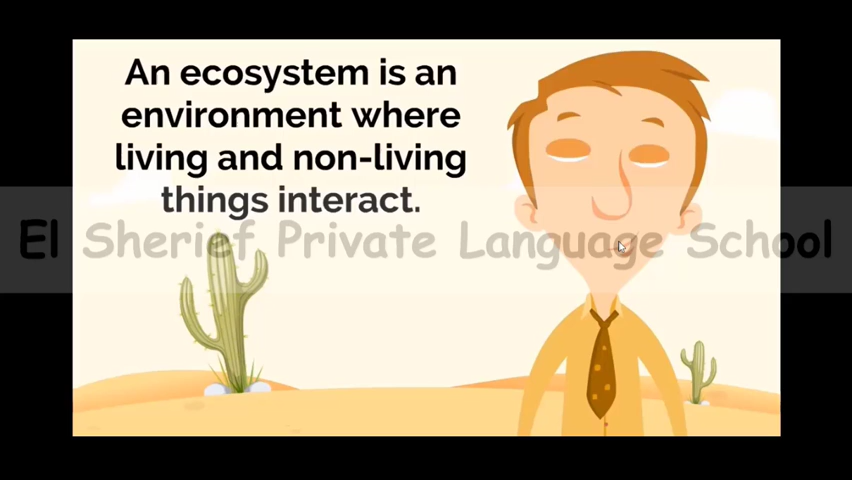 An ecosystem is an
environment where
living and non-living
things interact.
El Sherief Private Language School